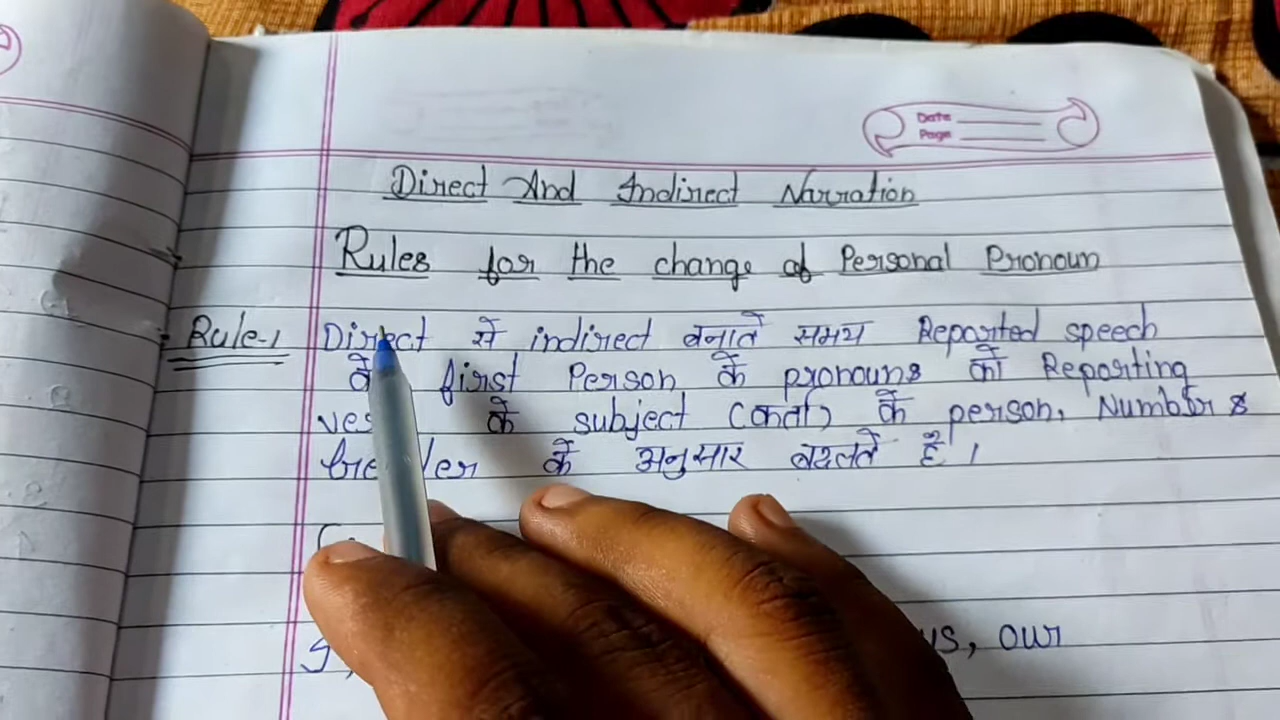 Date
Page
Direct And Indirect Narration
Rules for the change of Personal Pronoun
Rule-1 Direct से indirect बनाते समय Reported speech
के first Person के pronouns को Reporting
के subject (कर्ता) के person, Number &
के अनुसार बदलते है।
us, our